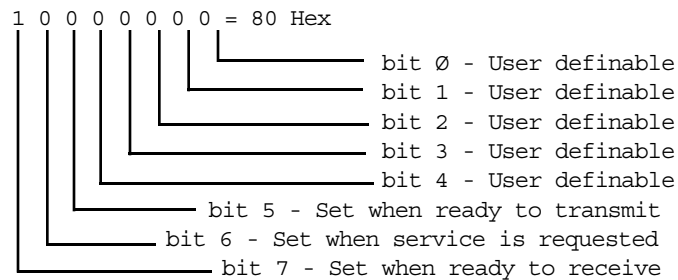 1 0 0 0 0 0 0 0 = 80 Hex
bit Ø - User definable
bit 1 - User definable
bit 2 - User definable
bit 3 - User definable
bit 4 - User definable
bit 5 - Set when ready to transmit
bit 6 - Set when service is requested
bit 7 - Set when ready to receive